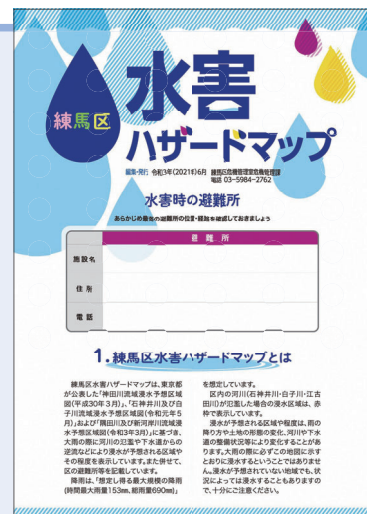 練馬区
水害
ハザードマップ
編集・発行 令和3年(2021年)6月 練馬区危機管理室危機管理課
電話 03-5984-2762
水害時の避難所
あらかじめ最寄の避難所の位置・経路を確認しておきましょう
避難所
施設名
住所
電話
1.練馬区水害ハザードマップとは
練馬区水害ハザードマップは、東京都
が公表した「神田川流域浸水予想区域
図(平成30年3月)」、「石神井川及び白
子川流域浸水予想区域図(令和元年5
月)」および「隅田川及び新河岸川流域浸
水予想区域図(令和3年3月)」に基づき、
大雨の際に河川の氾濫や下水道からの
逆流などにより浸水が予想される区域や
その程度を表示しています。また併せて、
区の避難所等を記載しています。
降雨は、「想定し得る最大規模の降雨
(時間最大雨量153㎜、総雨量690㎜)」
を想定しています。
区内の河川(石神井川・白子川・江古
田川)が氾濫した場合の浸水区域は、赤
枠で表示しています。
浸水が予想される区域や程度は、雨の
降り方や土地の形態の変化、河川や下水
道の整備状況等により変化することがあ
ります。大雨の際に必ずこの地図に示す
とおりに浸水するということではありませ
ん。浸水が予想されていない地域でも、状
況によっては浸水することもありますの
で、十分にご注意ください。